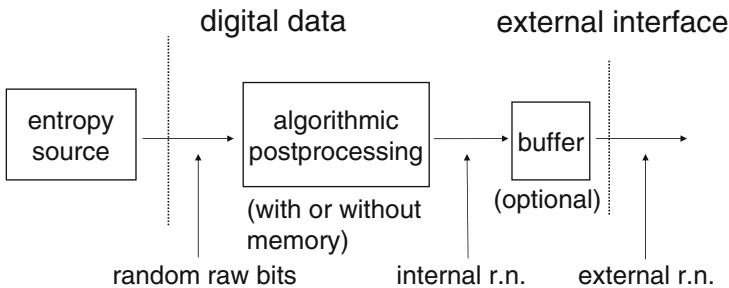 digital data
external interface
entropy
source
algorithmic
postprocessing
buffer
(with or without
memory)
(optional)
random raw bits
internal r.n.
external r.n.